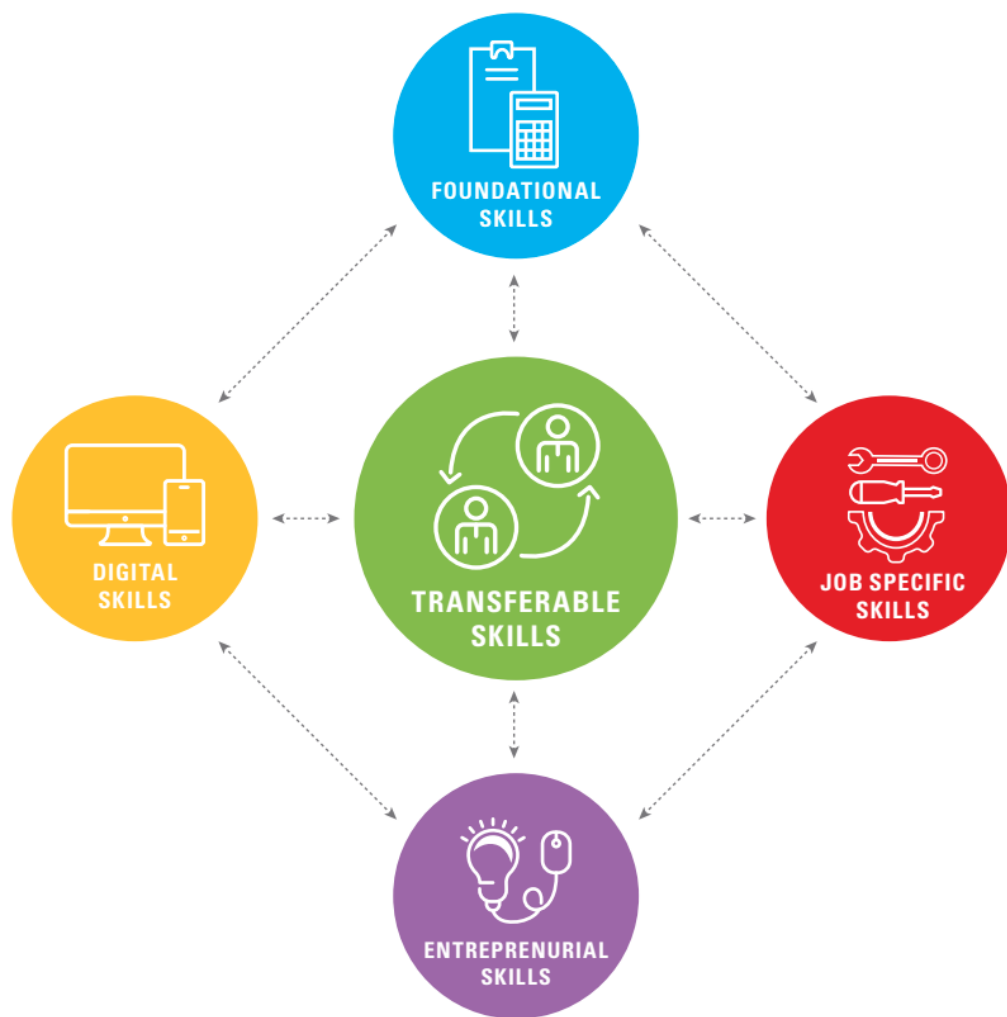 FOUNDATIONAL
SKILLS
DIGITAL
SKILLS
TRANSFERABLE
SKILLS
JOB SPECIFIC
SKILLS
ENTREPRENURIAL
SKILLS